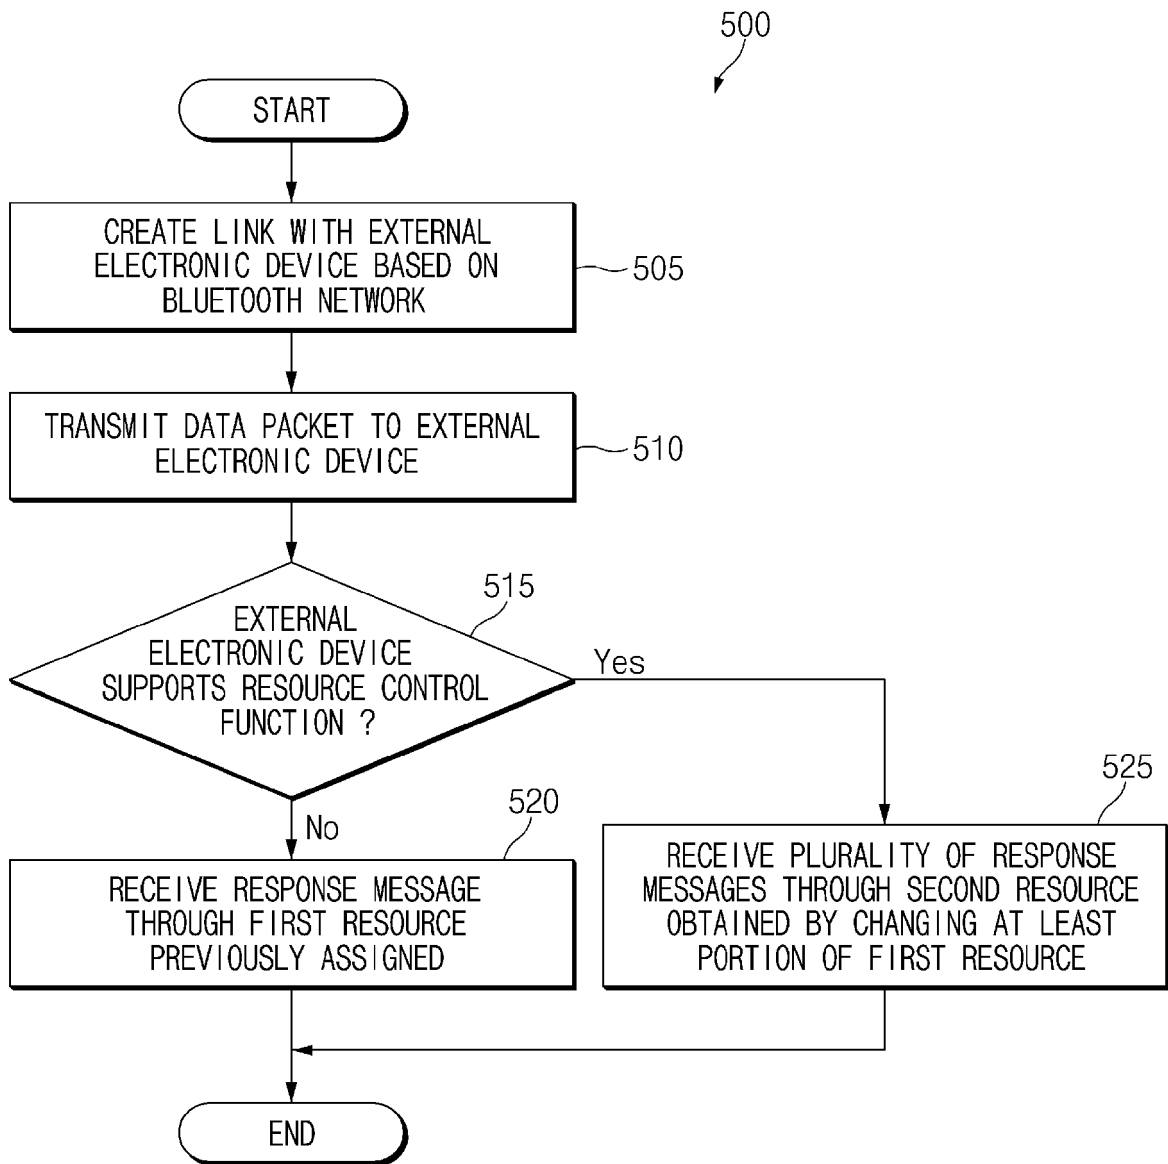 500
START
CREATE LINK WITH EXTERNAL
ELECTRONIC DEVICE BASED ON
BLUETOOTH NETWORK
505
TRANSMIT DATA PACKET TO EXTERNAL
ELECTRONIC DEVICE
510
515
EXTERNAL
ELECTRONIC DEVICE
SUPPORTS RESOURCE CONTROL
FUNCTION ?
Yes
No
520
RECEIVE RESPONSE MESSAGE
THROUGH FIRST RESOURCE
PREVIOUSLY ASSIGNED
525
RECEIVE PLURALITY OF RESPONSE
MESSAGES THROUGH SECOND RESOURCE
OBTAINED BY CHANGING AT LEAST
PORTION OF FIRST RESOURCE
END